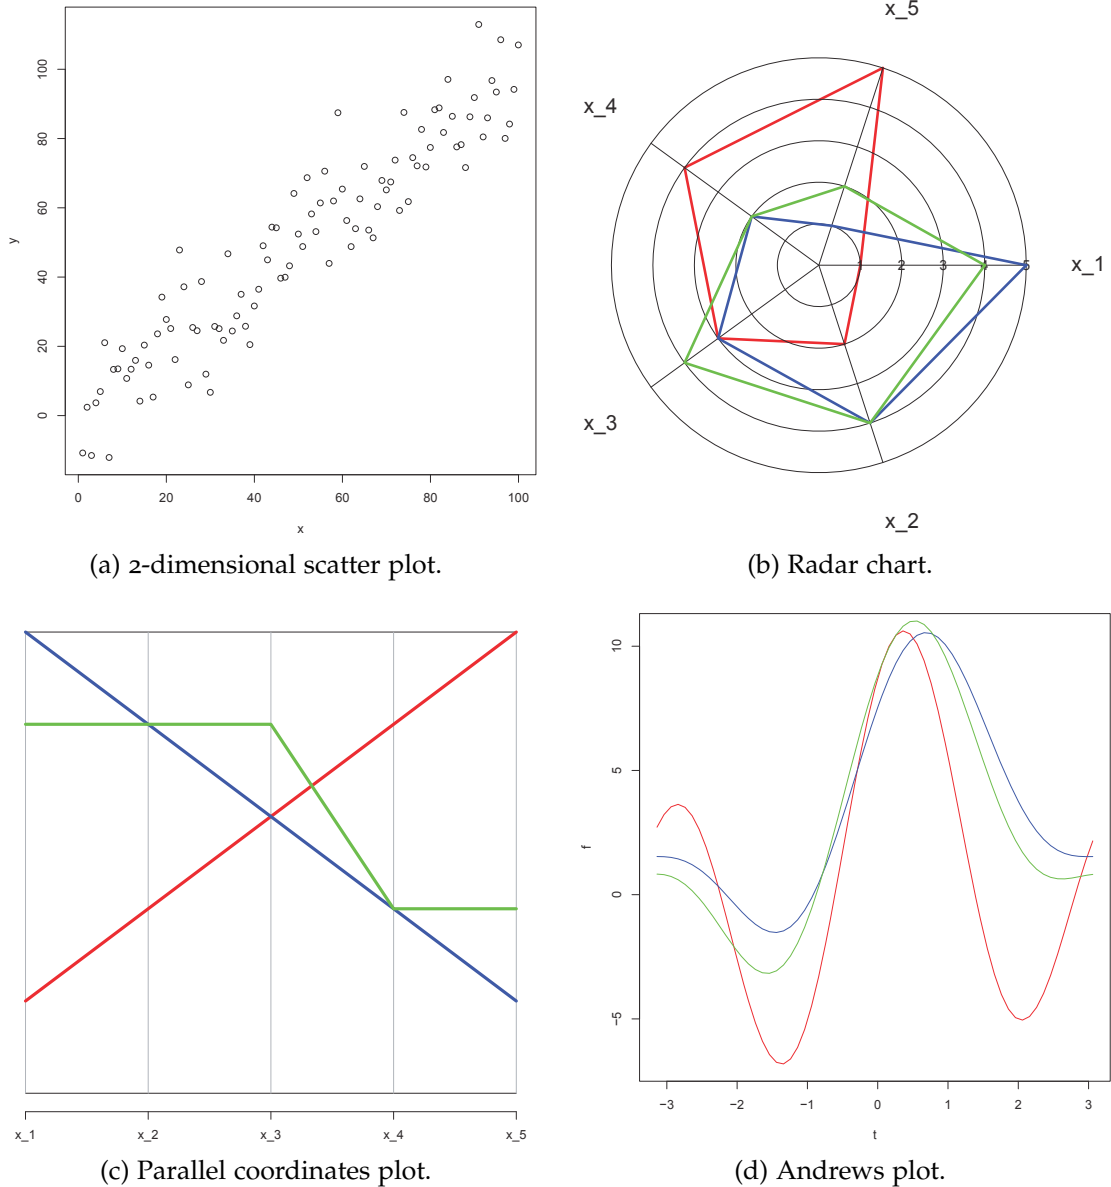 y
0
20
40
60
80
100
0
20
40
60
80
100
x
(a) 2-dimensional scatter plot.
x_5
x_4
x_1
x_3
x_2
1
2
3
4
5
(b) Radar chart.
x_1
x_2
x_3
x_4
x_5
(c) Parallel coordinates plot.
f
10
5
0
−5
−3
−2
−1
0
1
2
3
t
(d) Andrews plot.